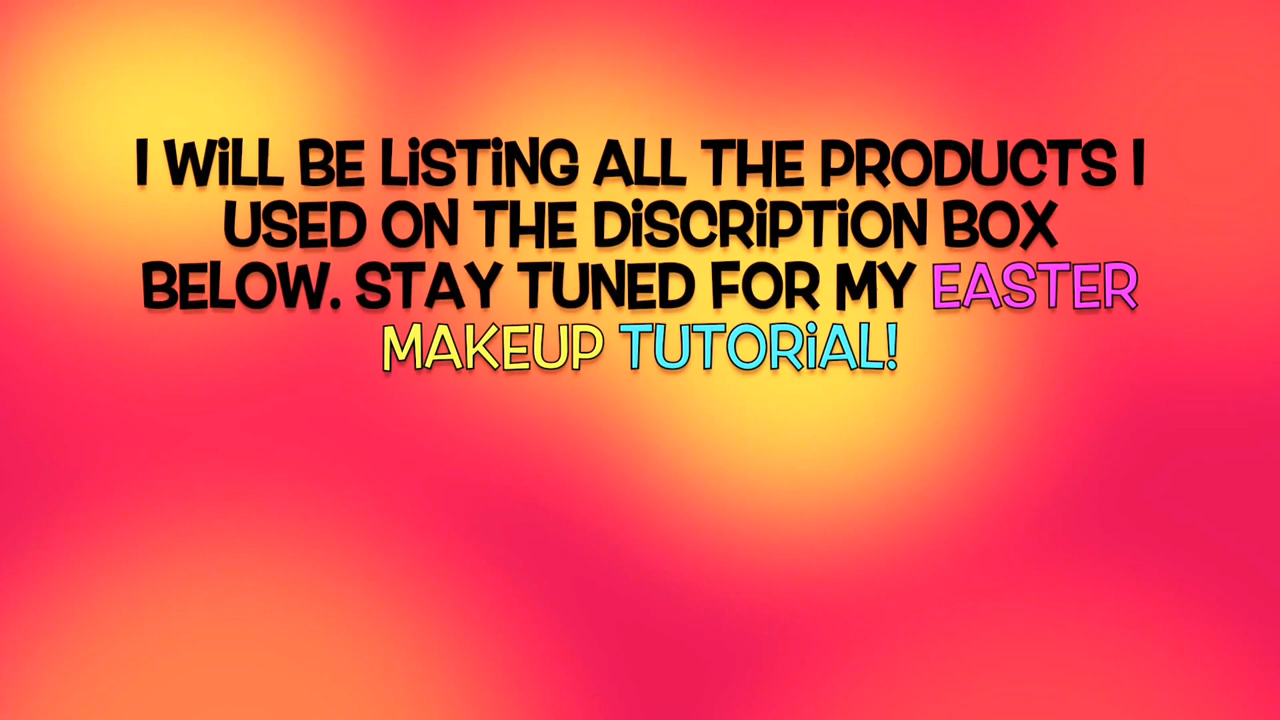 I WiLL BE LiSTiNG ALL THE PRODUCTS I
USED ON THE DiSCRiPTiON BOX
BELOW. STAY TUNED FOR MY EASTER
MAKEUP TUTORiAL!